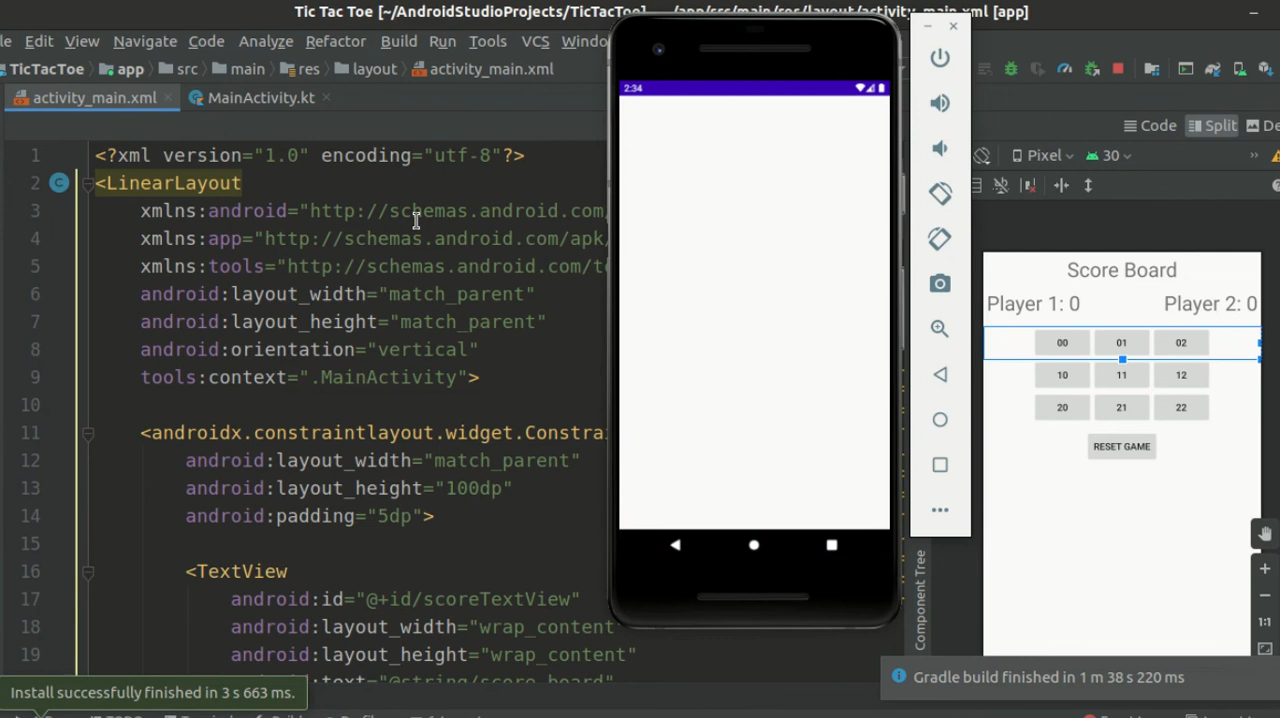 Tic Tac Toe [~/AndroidStudioProjects/TicTacToe] - .../app/src/main/res/layout/activity_main.xml [app]
Edit View Navigate Code Analyze Refactor Build Run Tools VCS
TicTacToe app src main res layout activity_main.xml
activity_main.xml MainActivity.kt
Code Split
Pixel 30
1 <?xml version="1.0" encoding="utf-8"?>
2 <LinearLayout
3 xmlns:android="http://schemas.android.com/
4 xmlns:app="http://schemas.android.com/apk/
5 xmlns:tools="http://schemas.android.com/
6 android:layout_width="match_parent"
7 android:layout_height="match_parent"
8 android:orientation="vertical"
9 tools:context=".MainActivity">
10
11 <androidx.constraintlayout.widget.
12 android:layout_width="match_parent"
13 android:layout_height="100dp"
14 android:padding="5dp">
15
16 <TextView
17 android:id="@+id/scoreTextView"
18 android:layout_width="wrap_content"
19 android:layout_height="wrap_content"
2:34
Score Board
Player 1: 0 Player 2: 0
00 01 02
10 11 12
20 21 22
RESET GAME
Component Tree
1:1
Install successfully finished in 3 s 663 ms.
Gradle build finished in 1 m 38 s 220 ms